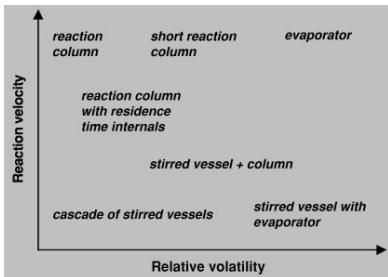 reaction
column
short reaction
column
evaporator
reaction column
with residence
time internals
stirred vessel + column
cascade of stirred vessels
stirred vessel with
evaporator
Reaction velocity
Relative volatility